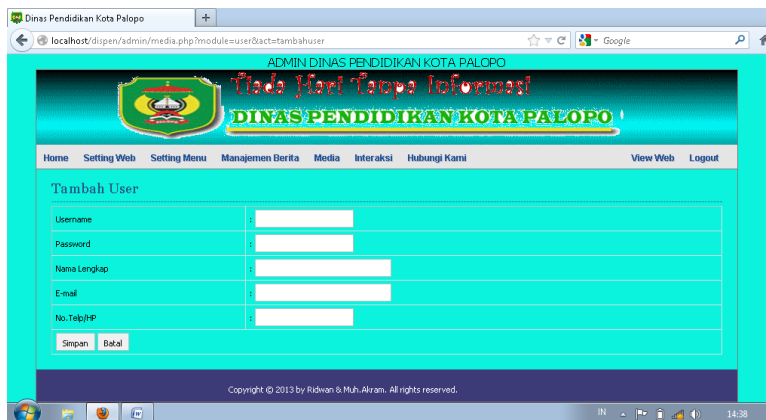 Dinas Pendidikan Kota Palopo
localhost/dispen/admin/media.php?module=user&act=tambahuser
Google
ADMIN DINAS PENDIDIKAN KOTA PALOPO
Tiada Hari Tanpa Informasi
DINAS PENDIDIKAN KOTA PALOPO
Home Setting Web Setting Menu Manajemen Berita Media Interaksi Hubungi Kami View Web Logout
Tambah User
Username :
Password :
Nama Lengkap :
E-mail :
No.Telp/HP :
Simpan Batal
Copyright © 2013 by Ridwan & Muh.Akram. All rights reserved.
IN 14:38